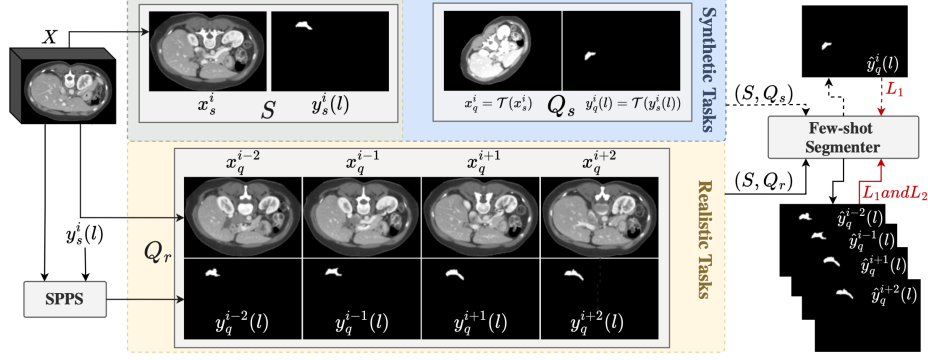 X
x_s^i
S
y_s^i(l)
x_q^i = T(x_s^i)
Q_s
y_q^i(l) = T(y_s^i(l))
Synthetic Tasks
ŷ_q^i(l)
L_1
(S, Q_s)
Few-shot
Segmenter
(S, Q_r)
L_1 and L_2
x_q^{i-2}
x_q^{i-1}
x_q^{i+1}
x_q^{i+2}
Q_r
y_q^{i-2}(l)
y_q^{i-1}(l)
y_q^{i+1}(l)
y_q^{i+2}(l)
Realistic Tasks
y_s^i(l)
SPPS
ŷ_q^{i-2}(l)
ŷ_q^{i-1}(l)
ŷ_q^{i+1}(l)
ŷ_q^{i+2}(l)